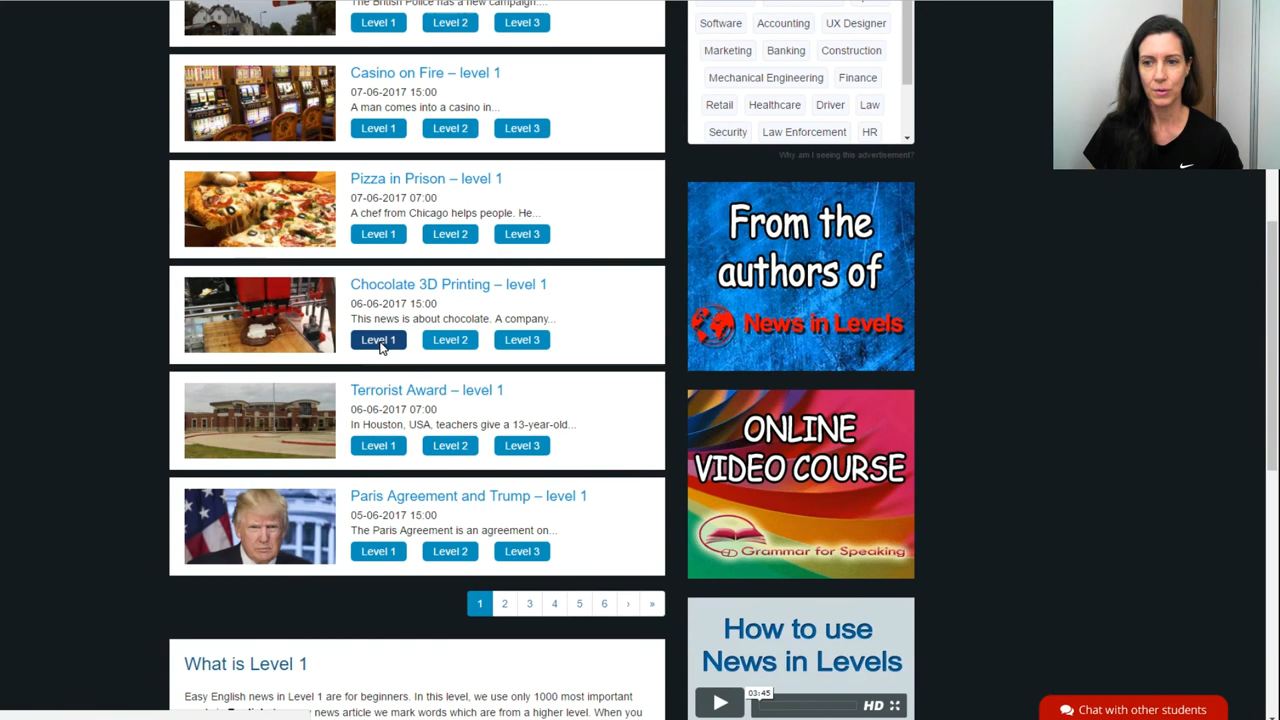 The British Police has a new campaign....
Level 1 Level 2 Level 3
Casino on Fire – level 1
07-06-2017 15:00
A man comes into a casino in...
Level 1 Level 2 Level 3
Pizza in Prison – level 1
07-06-2017 07:00
A chef from Chicago helps people. He...
Level 1 Level 2 Level 3
Chocolate 3D Printing – level 1
06-06-2017 15:00
This news is about chocolate. A company...
Level 1 Level 2 Level 3
Terrorist Award – level 1
06-06-2017 07:00
In Houston, USA, teachers give a 13-year-old...
Level 1 Level 2 Level 3
Paris Agreement and Trump – level 1
05-06-2017 15:00
The Paris Agreement is an agreement on...
Level 1 Level 2 Level 3
1 2 3 4 5 6 › »
What is Level 1
Easy English news in Level 1 are for beginners. In this level, we use only 1000 most important
news article we mark words which are from a higher level. When you
Software Accounting UX Designer
Marketing Banking Construction
Mechanical Engineering Finance
Retail Healthcare Driver Law
Security Law Enforcement HR
Why am I seeing this advertisement?
From the
authors of
News in Levels
ONLINE
VIDEO COURSE
Grammar for Speaking
How to use
News in Levels
03:45
HD
Chat with other students